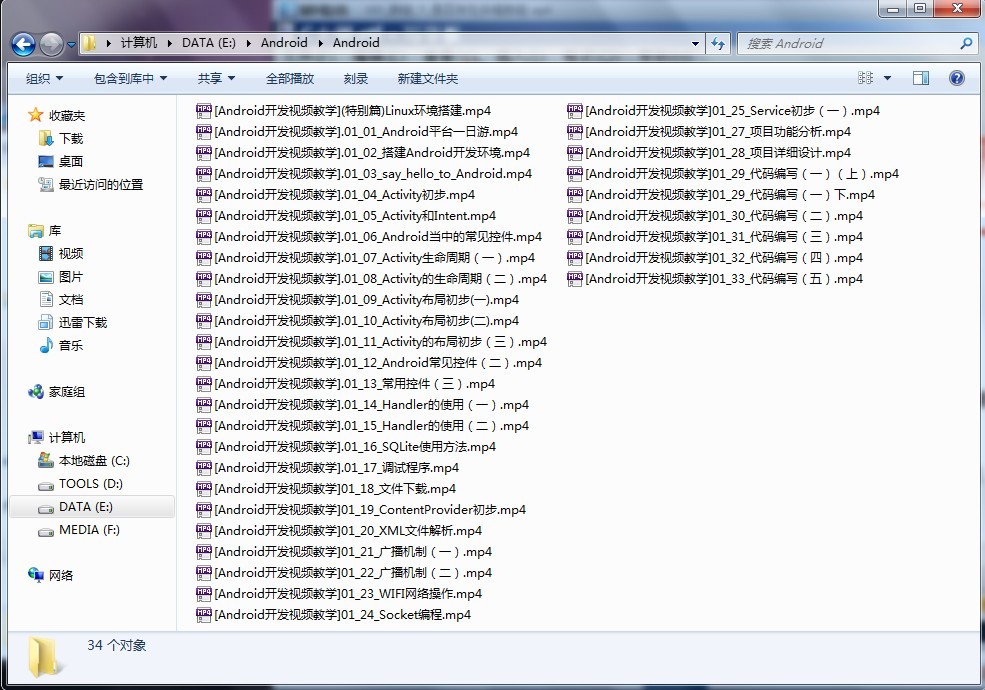 计算机 DATA (E:) Android Android
搜索 Android
组织 包含到库中 共享 全部播放 刻录 新建文件夹
收藏夹
下载
桌面
最近访问的位置
库
视频
图片
文档
迅雷下载
音乐
家庭组
计算机
本地磁盘 (C:)
TOOLS (D:)
DATA (E:)
MEDIA (F:)
网络
[Android开发视频教学](特别篇)Linux环境搭建.mp4
[Android开发视频教学].01_01_Android平台一日游.mp4
[Android开发视频教学].01_02_搭建Android开发环境.mp4
[Android开发视频教学].01_03_say_hello_to_Android.mp4
[Android开发视频教学].01_04_Activity初步.mp4
[Android开发视频教学].01_05_Activity和Intent.mp4
[Android开发视频教学].01_06_Android当中的常见控件.mp4
[Android开发视频教学].01_07_Activity生命周期（一）.mp4
[Android开发视频教学].01_08_Activity的生命周期（二）.mp4
[Android开发视频教学].01_09_Activity布局初步(一).mp4
[Android开发视频教学].01_10_Activity布局初步(二).mp4
[Android开发视频教学].01_11_Activity的布局初步（三）.mp4
[Android开发视频教学].01_12_Android常见控件（二）.mp4
[Android开发视频教学].01_13_常用控件（三）.mp4
[Android开发视频教学].01_14_Handler的使用（一）.mp4
[Android开发视频教学].01_15_Handler的使用（二）.mp4
[Android开发视频教学].01_16_SQLite使用方法.mp4
[Android开发视频教学].01_17_调试程序.mp4
[Android开发视频教学]01_18_文件下载.mp4
[Android开发视频教学]01_19_ContentProvider初步.mp4
[Android开发视频教学]01_20_XML文件解析.mp4
[Android开发视频教学]01_21_广播机制（一）.mp4
[Android开发视频教学]01_22_广播机制（二）.mp4
[Android开发视频教学]01_23_WIFI网络操作.mp4
[Android开发视频教学]01_24_Socket编程.mp4
[Android开发视频教学]01_25_Service初步（一）.mp4
[Android开发视频教学]01_27_项目功能分析.mp4
[Android开发视频教学]01_28_项目详细设计.mp4
[Android开发视频教学]01_29_代码编写（一）（上）.mp4
[Android开发视频教学]01_29_代码编写（一）下.mp4
[Android开发视频教学]01_30_代码编写（二）.mp4
[Android开发视频教学]01_31_代码编写（三）.mp4
[Android开发视频教学]01_32_代码编写（四）.mp4
[Android开发视频教学]01_33_代码编写（五）.mp4
34 个对象